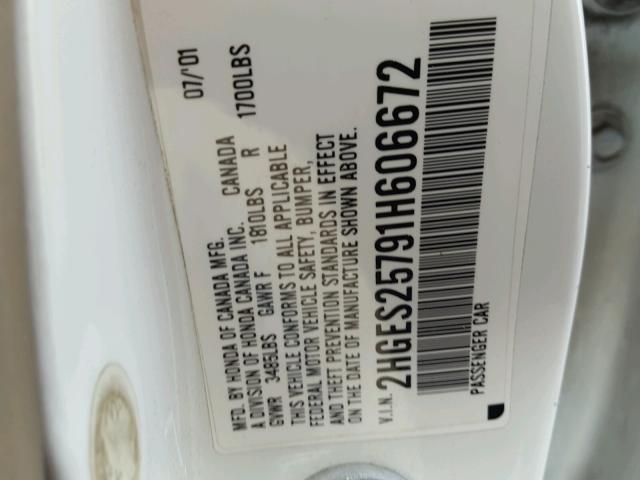 MFG. BY HONDA OF CANADA MFG. 07/'01
A DIVISION OF HONDA CANADA INC. CANADA
GVWR 3485LBS GAWR F 1810LBS R 1700LBS
THIS VEHICLE CONFORMS TO ALL APPLICABLE
FEDERAL MOTOR VEHICLE SAFETY, BUMPER,
AND THEFT PREVENTION STANDARDS IN EFFECT
ON THE DATE OF MANUFACTURE SHOWN ABOVE.
V.I.N. 2HGES25791H606672
PASSENGER CAR